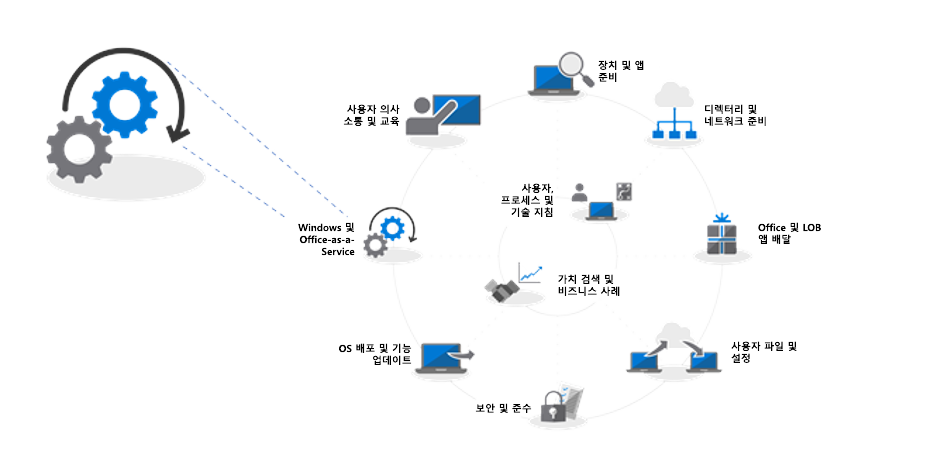 장치 및 앱
준비
사용자 의사
소통 및 교육
디렉터리 및
네트워크 준비
사용자,
프로세스 및
기술 지침
Windows 및
Office-as-a-
Service
Office 및 LOB
앱 배달
가치 검색 및
비즈니스 사례
OS 배포 및 기능
업데이트
사용자 파일 및
설정
보안 및 준수